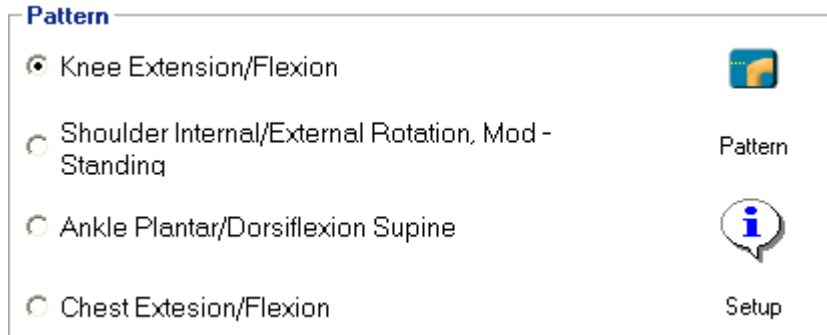 Pattern
Knee Extension/Flexion
Shoulder Internal/External Rotation, Mod -
Standing
Pattern
Ankle Plantar/Dorsiflexion Supine
i
Chest Extesion/Flexion
Setup